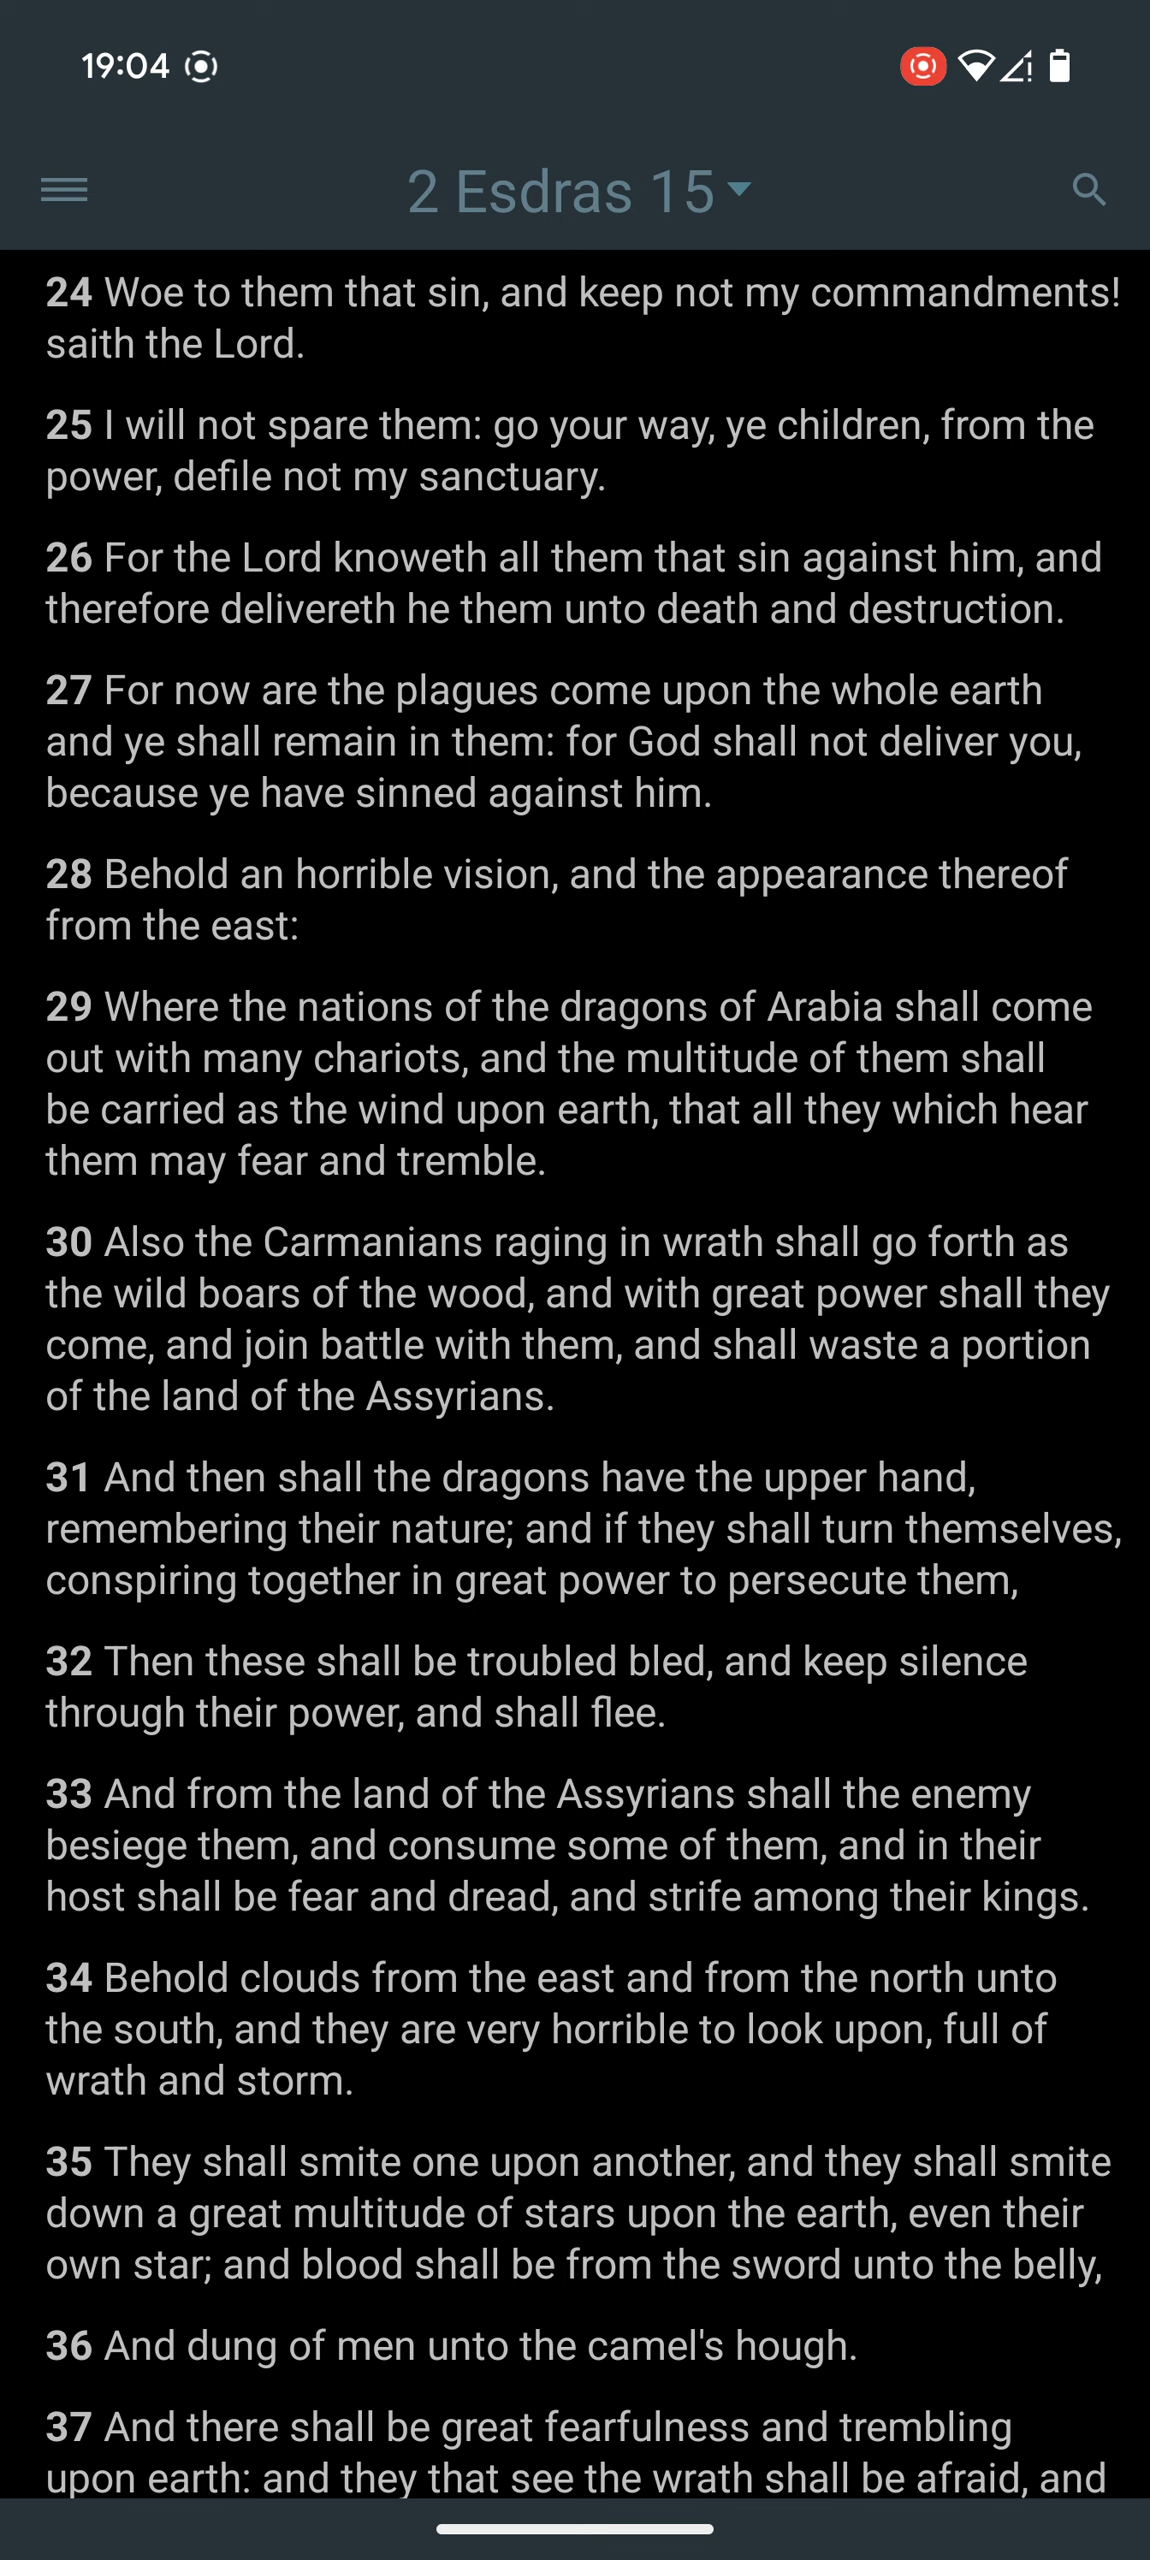 19:04
2 Esdras 15
24 Woe to them that sin, and keep not my commandments!
saith the Lord.
25 I will not spare them: go your way, ye children, from the
power, defile not my sanctuary.
26 For the Lord knoweth all them that sin against him, and
therefore delivereth he them unto death and destruction.
27 For now are the plagues come upon the whole earth
and ye shall remain in them: for God shall not deliver you,
because ye have sinned against him.
28 Behold an horrible vision, and the appearance thereof
from the east:
29 Where the nations of the dragons of Arabia shall come
out with many chariots, and the multitude of them shall
be carried as the wind upon earth, that all they which hear
them may fear and tremble.
30 Also the Carmanians raging in wrath shall go forth as
the wild boars of the wood, and with great power shall they
come, and join battle with them, and shall waste a portion
of the land of the Assyrians.
31 And then shall the dragons have the upper hand,
remembering their nature; and if they shall turn themselves,
conspiring together in great power to persecute them,
32 Then these shall be troubled bled, and keep silence
through their power, and shall flee.
33 And from the land of the Assyrians shall the enemy
besiege them, and consume some of them, and in their
host shall be fear and dread, and strife among their kings.
34 Behold clouds from the east and from the north unto
the south, and they are very horrible to look upon, full of
wrath and storm.
35 They shall smite one upon another, and they shall smite
down a great multitude of stars upon the earth, even their
own star; and blood shall be from the sword unto the belly,
36 And dung of men unto the camel's hough.
37 And there shall be great fearfulness and trembling
upon earth: and they that see the wrath shall be afraid, and